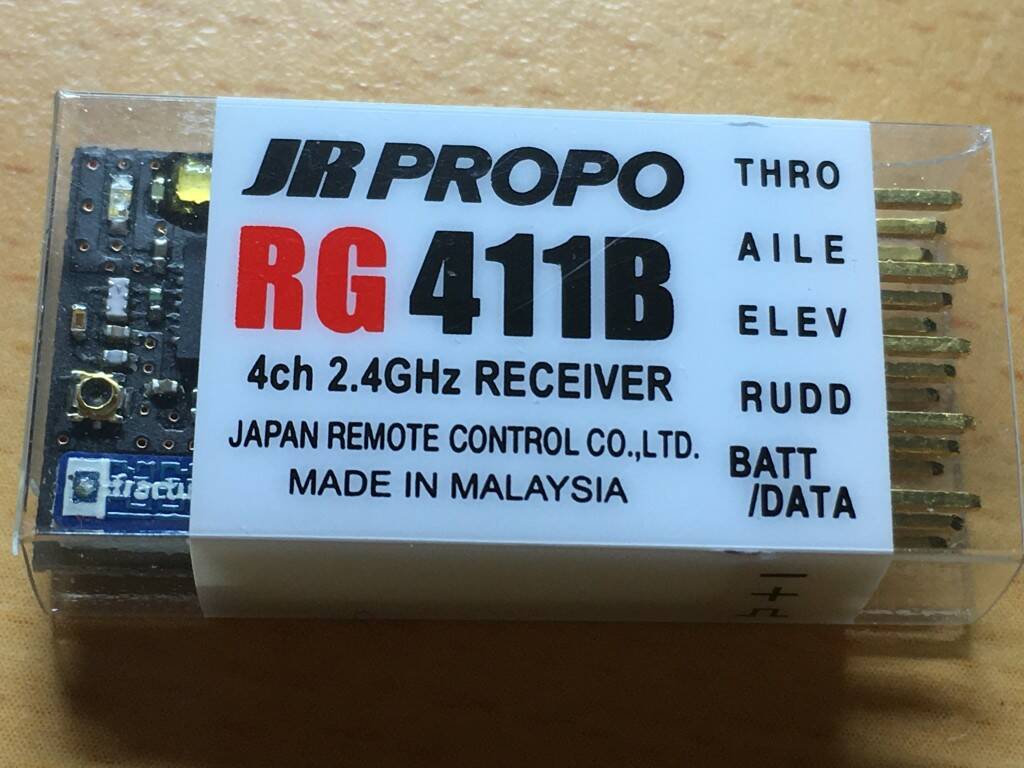 JR PROPO
RG 411B
4ch 2.4GHz RECEIVER
JAPAN REMOTE CONTROL CO.,LTD.
MADE IN MALAYSIA
THRO
AILE
ELEV
RUDD
BATT
/DATA